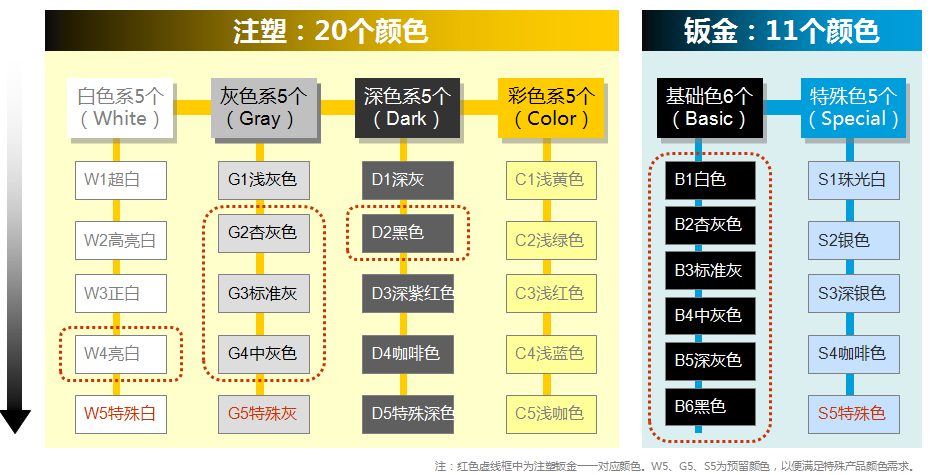 注塑：20个颜色
钣金：11个颜色
白色系5个
（White）
灰色系5个
（Gray）
深色系5个
（Dark）
彩色系5个
（Color）
基础色6个
（Basic）
特殊色5个
（Special）
W1超白
G1浅灰色
D1深灰
C1浅黄色
B1白色
S1珠光白
W2高亮白
G2杏灰色
D2黑色
C2浅绿色
B2杏灰色
S2银色
W3正白
G3标准灰
D3深紫红色
C3浅红色
B3标准灰
S3深银色
W4亮白
G4中灰色
D4咖啡色
C4浅蓝色
B4中灰色
S4咖啡色
B5深灰色
W5特殊白
G5特殊灰
D5特殊深色
C5浅咖色
B6黑色
S5特殊色
注：红色虚线框中为注塑钣金一一对应颜色。W5、G5、S5为预留颜色，以便满足特殊产品颜色需求。